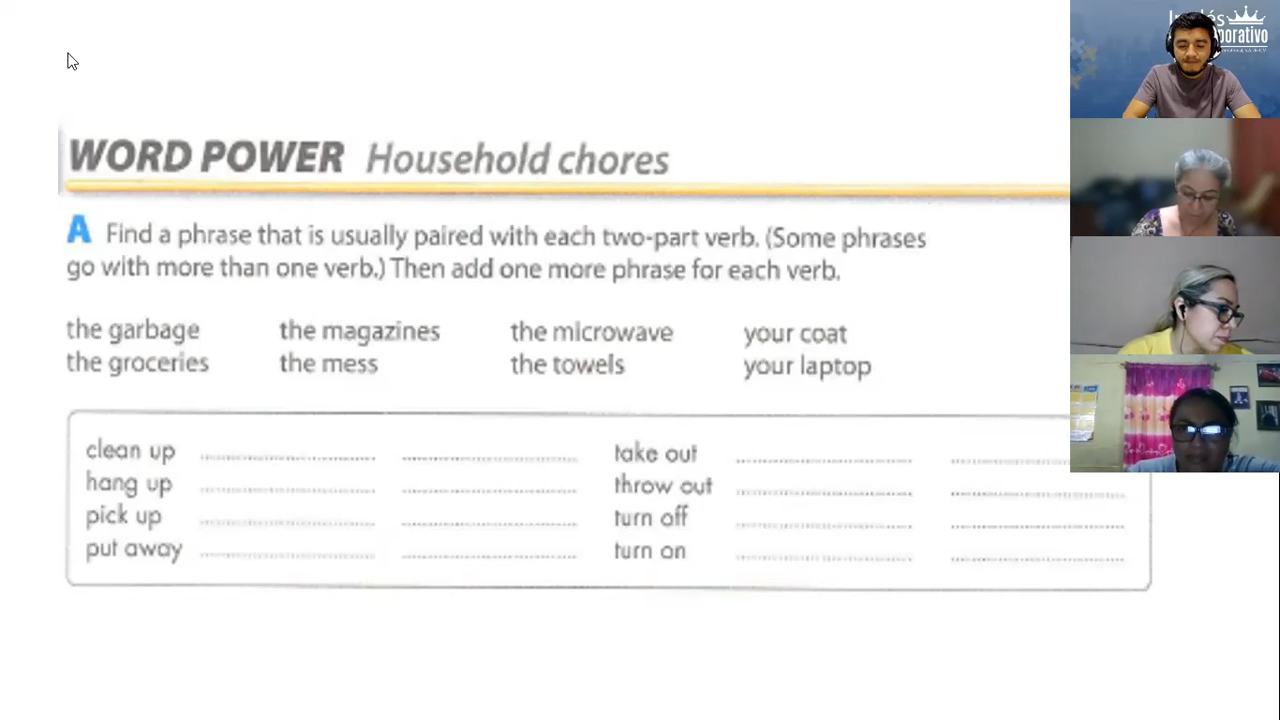 WORD POWER Household chores
A Find a phrase that is usually paired with each two-part verb. (Some phrases
go with more than one verb.) Then add one more phrase for each verb.
the garbage the magazines the microwave your coat
the groceries the mess the towels your laptop
clean up take out
hang up throw out
pick up turn off
put away turn on